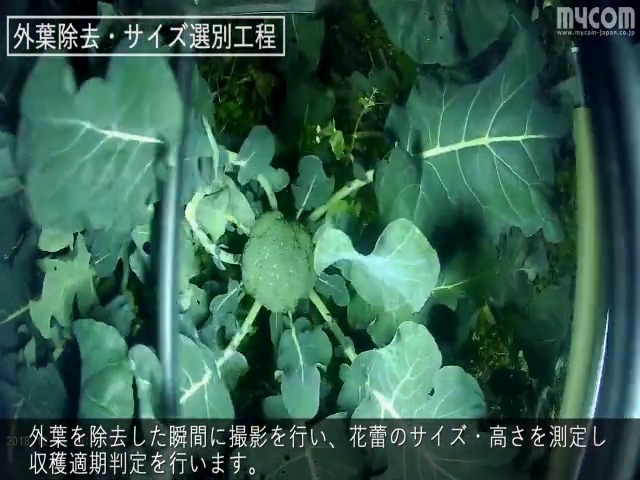 外葉除去・サイズ選別工程
mycom
www.mycom-japan.co.jp
2018
外葉を除去した瞬間に撮影を行い、花蕾のサイズ・高さを測定し
収穫適期判定を行います。